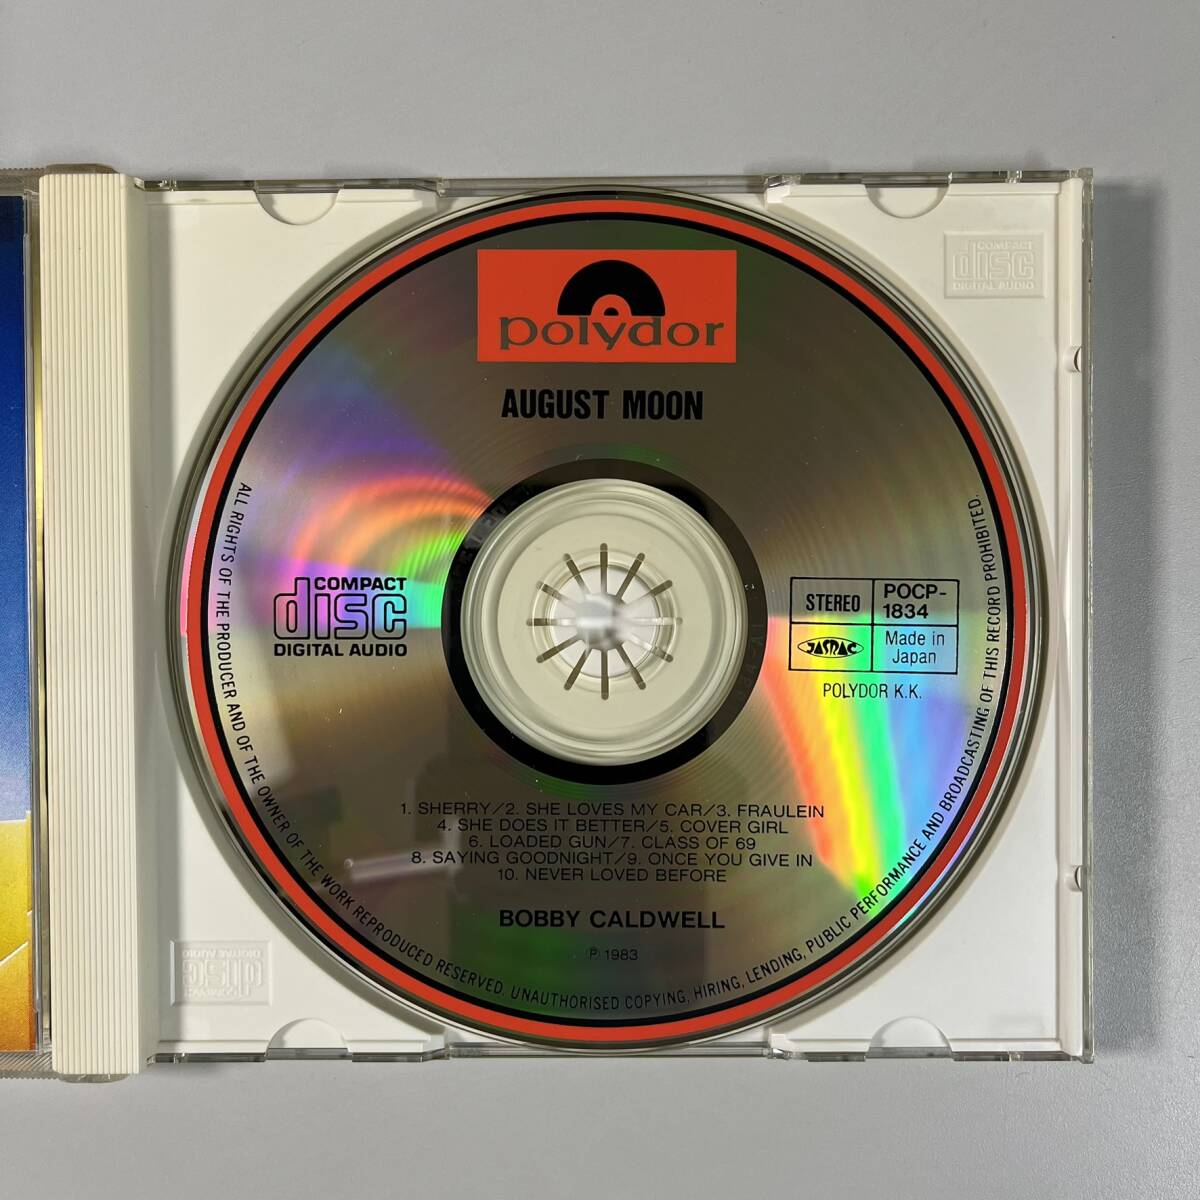 polydor
AUGUST MOON
COMPACT
disc
DIGITAL AUDIO
STEREO
POCP-
1834
JASRAC
Made in
Japan
POLYDOR K.K.
1. SHERRY/2. SHE LOVES MY CAR/3. FRAULEIN
4. SHE DOES IT BETTER/5. COVER GIRL
6. LOADED GUN/7. CLASS OF 69
8. SAYING GOODNIGHT/9. ONCE YOU GIVE IN
10. NEVER LOVED BEFORE
BOBBY CALDWELL
℗ 1983
ALL RIGHTS OF THE PRODUCER AND OF THE OWNER OF THE WORK REPRODUCED RESERVED. UNAUTHORISED COPYING, HIRING, LENDING, PUBLIC PERFORMANCE AND BROADCASTING OF THIS RECORD PROHIBITED.
COMPACT
disc
DIGITAL AUDIO
COMPACT
disc
DIGITAL AUDIO